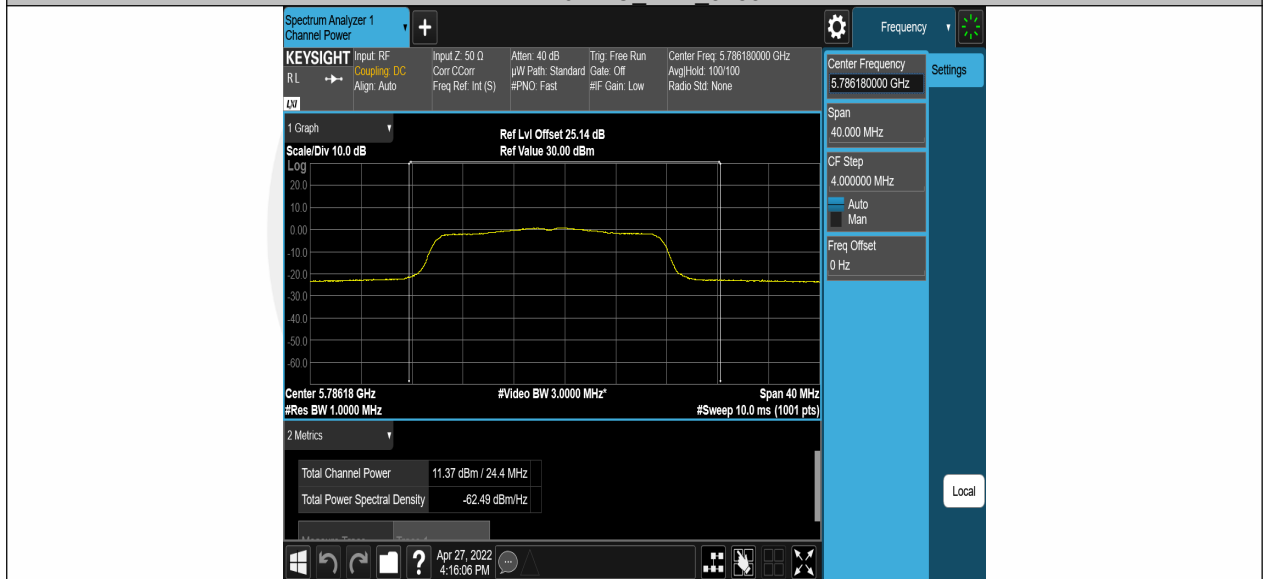 Spectrum Analyzer 1
Channel Power
+
Frequency
KEYSIGHT
RL
LXI
Input: RF
Coupling: DC
Align: Auto
Input Z: 50 Ω
Corr CCorr
Freq Ref: Int (S)
Atten: 40 dB
µW Path: Standard
#PNO: Fast
Trig: Free Run
Gate: Off
#IF Gain: Low
Center Freq: 5.786180000 GHz
Avg|Hold: 100/100
Radio Std: None
Center Frequency
5.786180000 GHz
Settings
Span
40.000 MHz
CF Step
4.000000 MHz
Auto
Man
Freq Offset
0 Hz
Local
1 Graph
Scale/Div 10.0 dB
Ref Lvl Offset 25.14 dB
Ref Value 30.00 dBm
Log
20.0
10.0
0.00
-10.0
-20.0
-30.0
-40.0
-50.0
-60.0
Center 5.78618 GHz
#Video BW 3.0000 MHz*
Span 40 MHz
#Res BW 1.0000 MHz
#Sweep 10.0 ms (1001 pts)
2 Metrics
Total Channel Power 11.37 dBm / 24.4 MHz
Total Power Spectral Density -62.49 dBm/Hz
?
Apr 27, 2022
4:16:06 PM